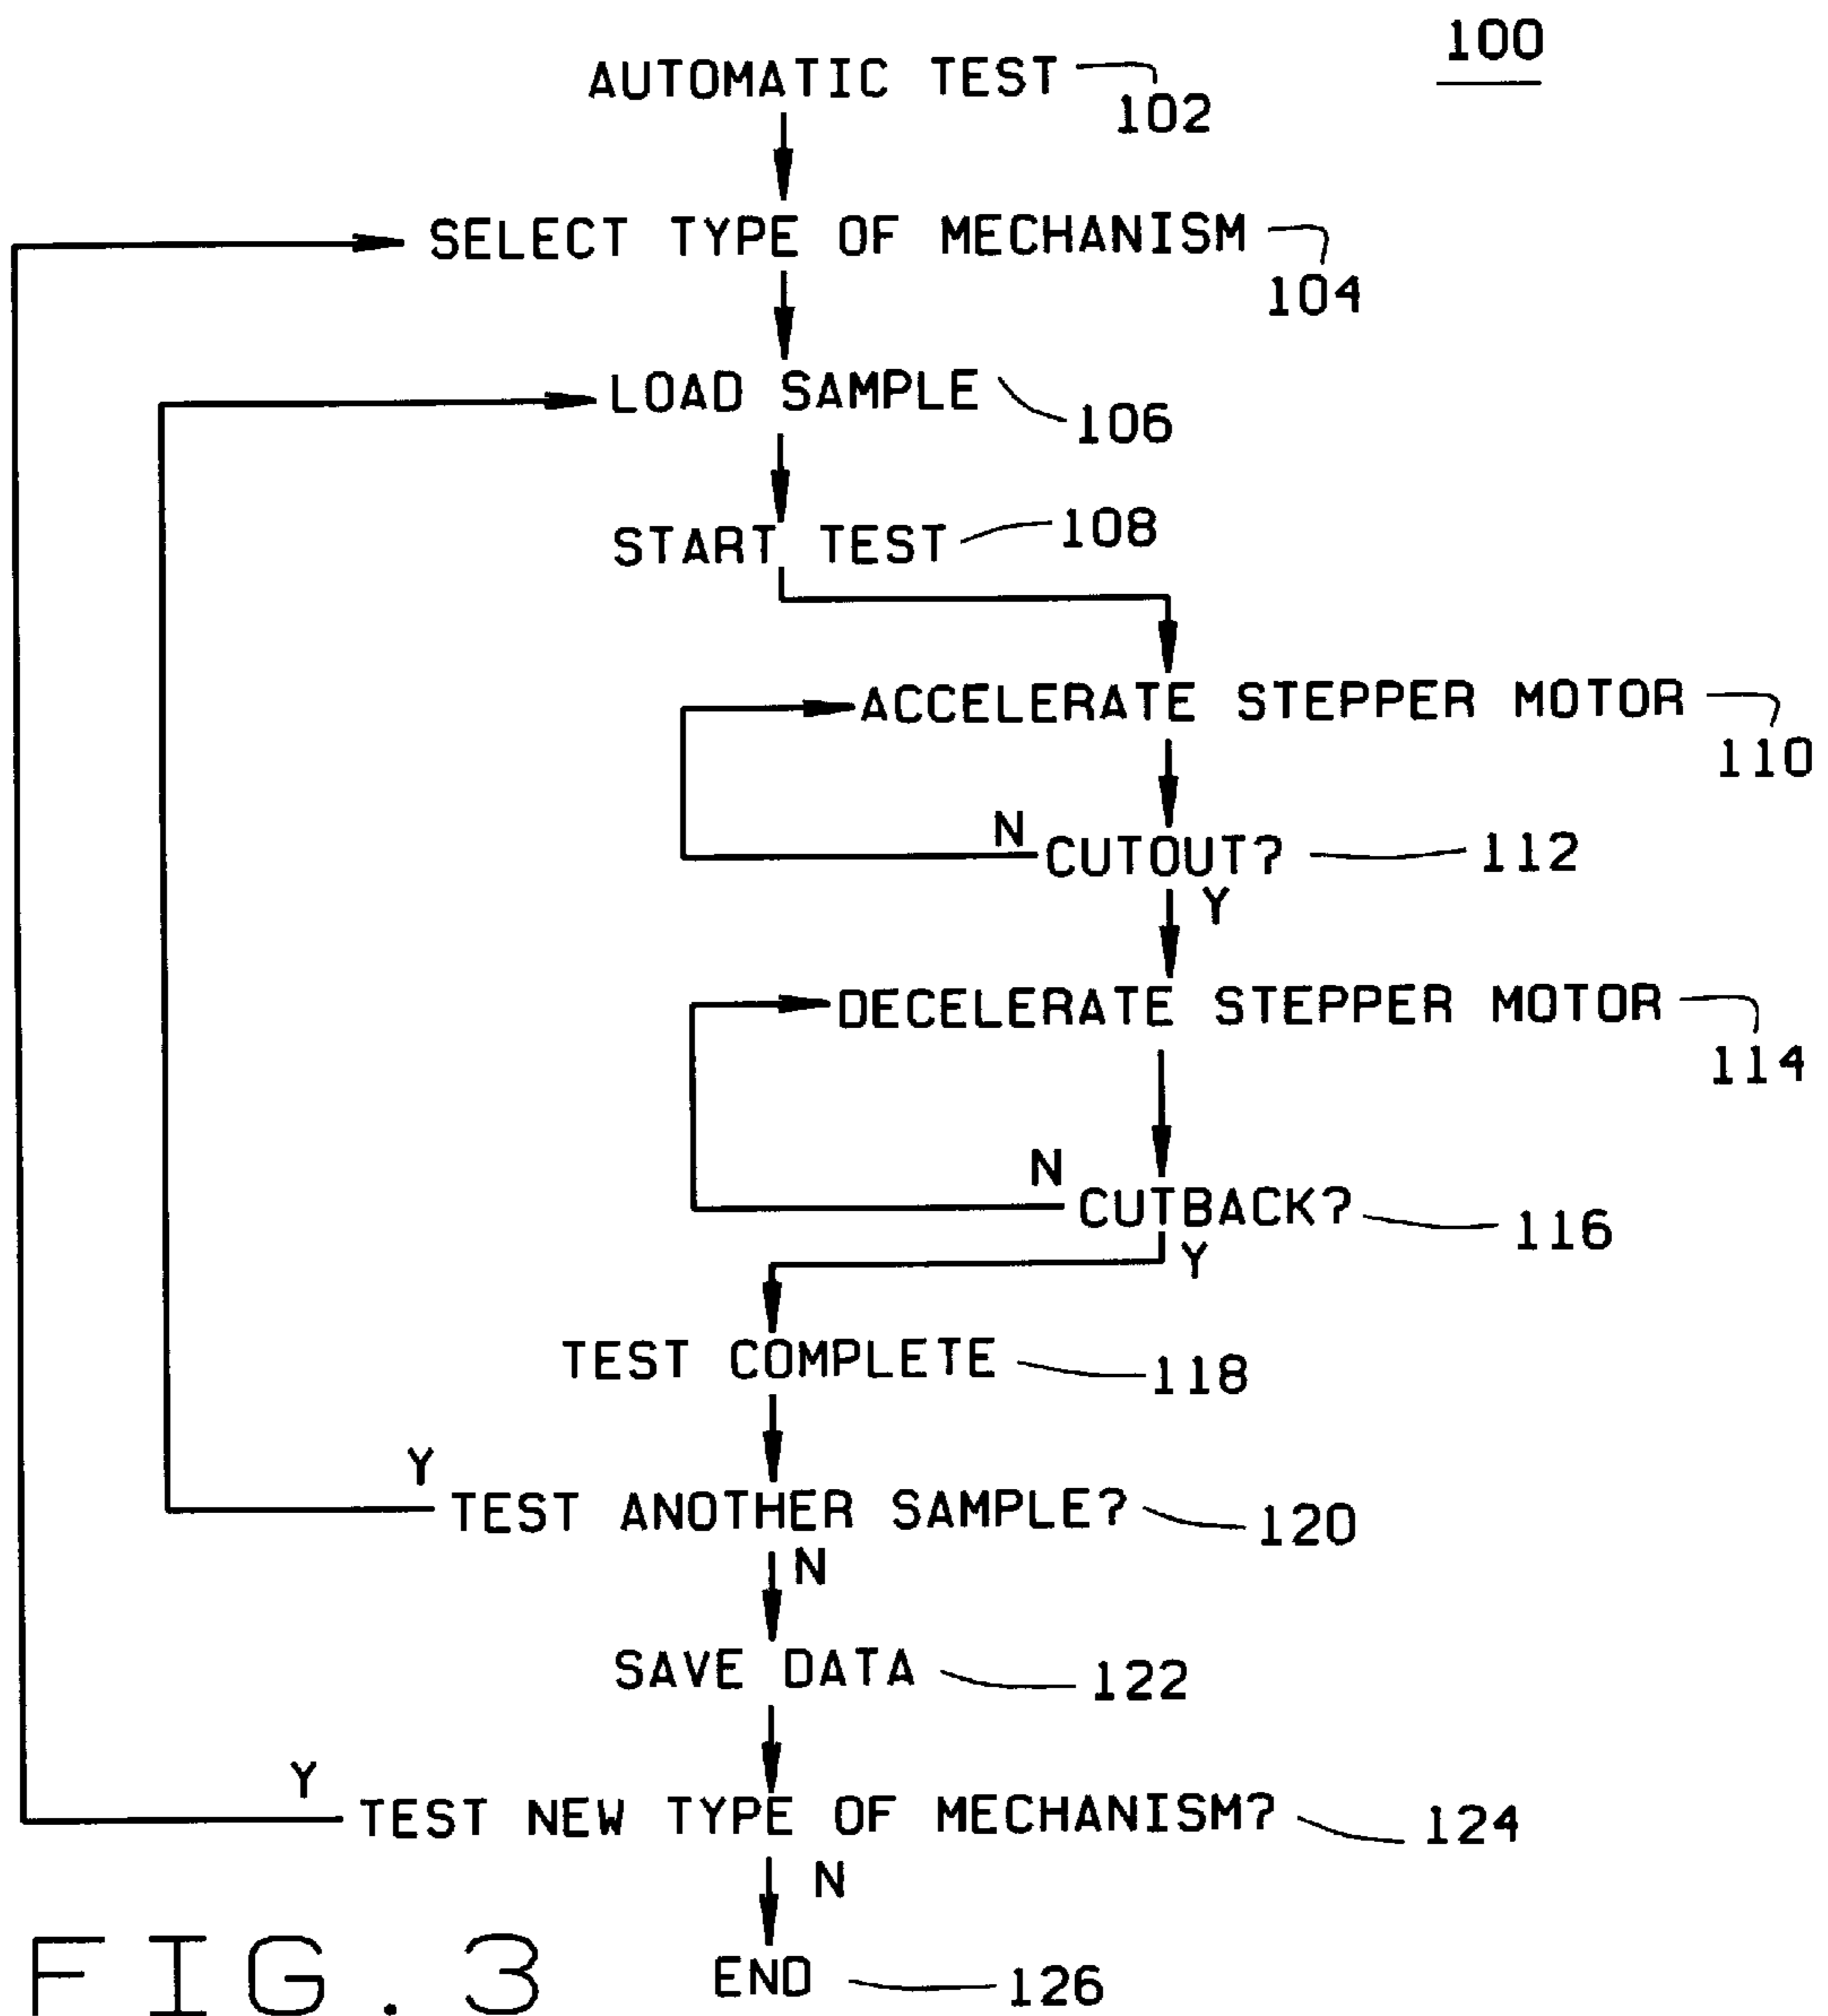 100
AUTOMATIC TEST
102
SELECT TYPE OF MECHANISM
104
LOAD SAMPLE
106
START TEST
108
ACCELERATE STEPPER MOTOR
110
N
CUTOUT?
112
Y
DECELERATE STEPPER MOTOR
114
N
CUTBACK?
116
Y
TEST COMPLETE
118
Y
TEST ANOTHER SAMPLE?
120
N
SAVE DATA
122
Y
TEST NEW TYPE OF MECHANISM?
124
N
END
126
FIG. 3